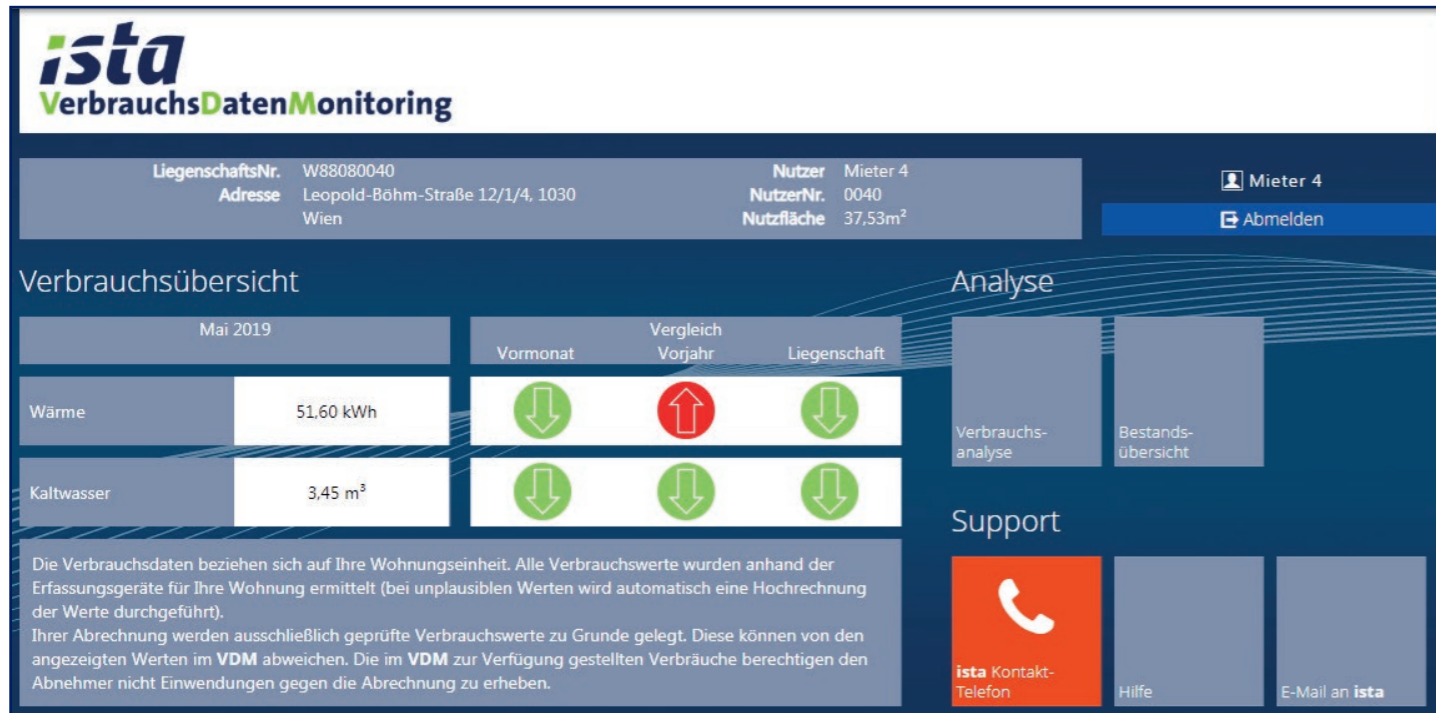 ista
VerbrauchsDatenMonitoring
LiegenschaftsNr. W88080040
Adresse Leopold-Böhm-Straße 12/1/4, 1030
Wien
Nutzer Mieter 4
NutzerNr. 0040
Nutzfläche 37,53m²
Mieter 4
Abmelden
Verbrauchsübersicht
Mai 2019
Vergleich
Vormonat Vorjahr Liegenschaft
Wärme 51,60 kWh
Kaltwasser 3,45 m³
Die Verbrauchsdaten beziehen sich auf Ihre Wohnungseinheit. Alle Verbrauchswerte wurden anhand der
Erfassungsgeräte für Ihre Wohnung ermittelt (bei unplausiblen Werten wird automatisch eine Hochrechnung
der Werte durchgeführt).
Ihrer Abrechnung werden ausschließlich geprüfte Verbrauchswerte zu Grunde gelegt. Diese können von den
angezeigten Werten im VDM abweichen. Die im VDM zur Verfügung gestellten Verbräuche berechtigen den
Abnehmer nicht Einwendungen gegen die Abrechnung zu erheben.
Analyse
Verbrauchs-
analyse
Bestands-
übersicht
Support
ista Kontakt-
Telefon
Hilfe
E-Mail an ista